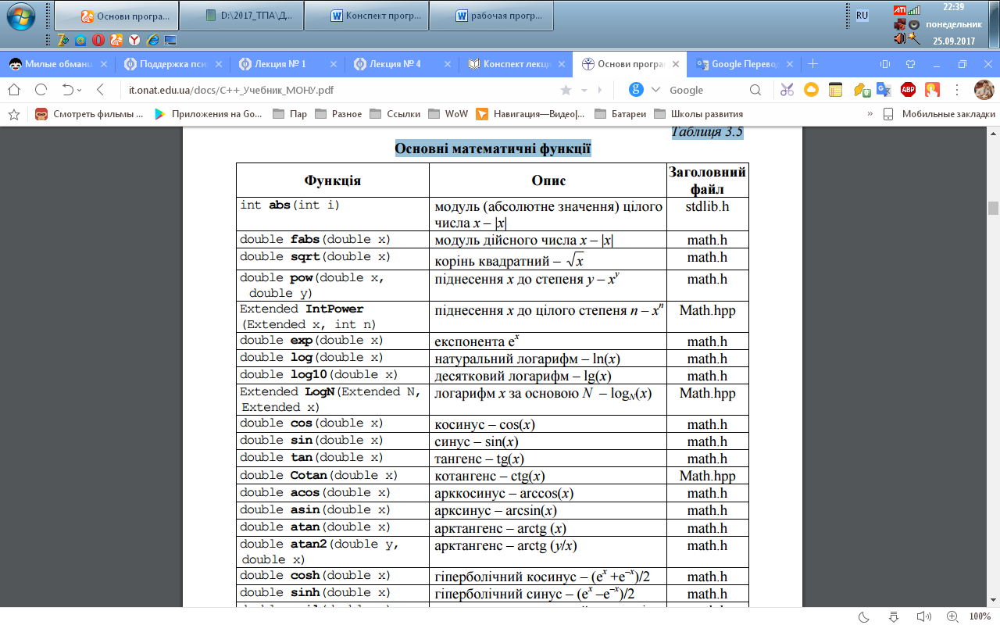 Основи програ...
D:\2017_ТПА\Д...
Конспект прогр...
рабочая прогр...
RU
22:39
понедельник
25.09.2017
Милые обманщ
Поддержка пси
Лекция № 1
Лекция № 4
Конспект лекци
Основи програ
Google Перевод
it.onat.edu.ua/docs/C++_Учебник_МОНУ.pdf
Google
ABP
Смотреть фильмы ...
Приложения на Go...
Пар
Разное
Ссылки
WoW
Навигация—Видео|...
Батареи
Школы развития
»
Мобильные закладки
Таблиця 3.5
Основні математичні функції
Функція Опис Заголовний
файл
int abs(int i) модуль (абсолютне значення) цілого stdlib.h
числа x – |x|
double fabs(double x) модуль дійсного числа x – |x| math.h
double sqrt(double x) корінь квадратний – √x math.h
double pow(double x, піднесення x до степеня y – xʸ math.h
double y)
Extended IntPower піднесення x до цілого степеня n – xⁿ Math.hpp
(Extended x, int n)
double exp(double x) експонента eˣ math.h
double log(double x) натуральний логарифм – ln(x) math.h
double log10(double x) десятковий логарифм – lg(x) math.h
Extended LogN(Extended N, логарифм x за основою N – logN(x) Math.hpp
Extended x)
double cos(double x) косинус – cos(x) math.h
double sin(double x) синус – sin(x) math.h
double tan(double x) тангенс – tg(x) math.h
double Cotan(double x) котангенс – ctg(x) Math.hpp
double acos(double x) арккосинус – arccos(x) math.h
double asin(double x) арксинус – arcsin(x) math.h
double atan(double x) арктангенс – arctg (x) math.h
double atan2(double y, арктангенс – arctg (y/x) math.h
double x)
double cosh(double x) гіперболічний косинус – (eˣ +e⁻ˣ)/2 math.h
double sinh(double x) гіперболічний синус – (eˣ –e⁻ˣ)/2 math.h
100%